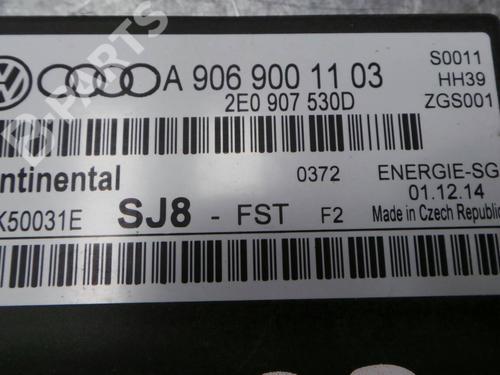 A 906 900 11 03
2E0 907 530D
S0011
HH39
ZGS001
ntinental
0372
ENERGIE-SG
01.12.14
K50031E SJ8 - FST F2
Made in Czech Republic
B-PARTS